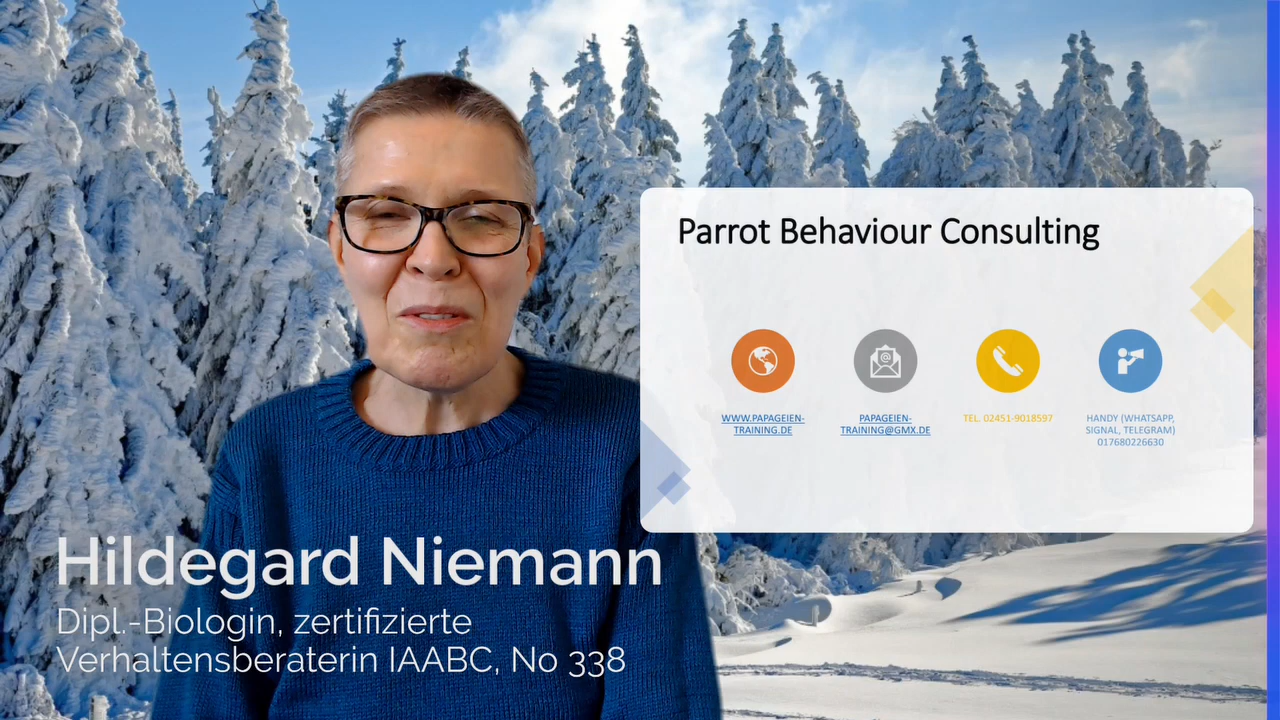 Parrot Behaviour Consulting
WWW.PAPAGEIEN-
TRAINING.DE
PAPAGEIEN-
TRAINING@GMX.DE
TEL. 02451-9018597
HANDY (WHATSAPP,
SIGNAL, TELEGRAM)
017680226630
Hildegard Niemann
Dipl.-Biologin, zertifizierte
Verhaltensberaterin IAABC, No 338